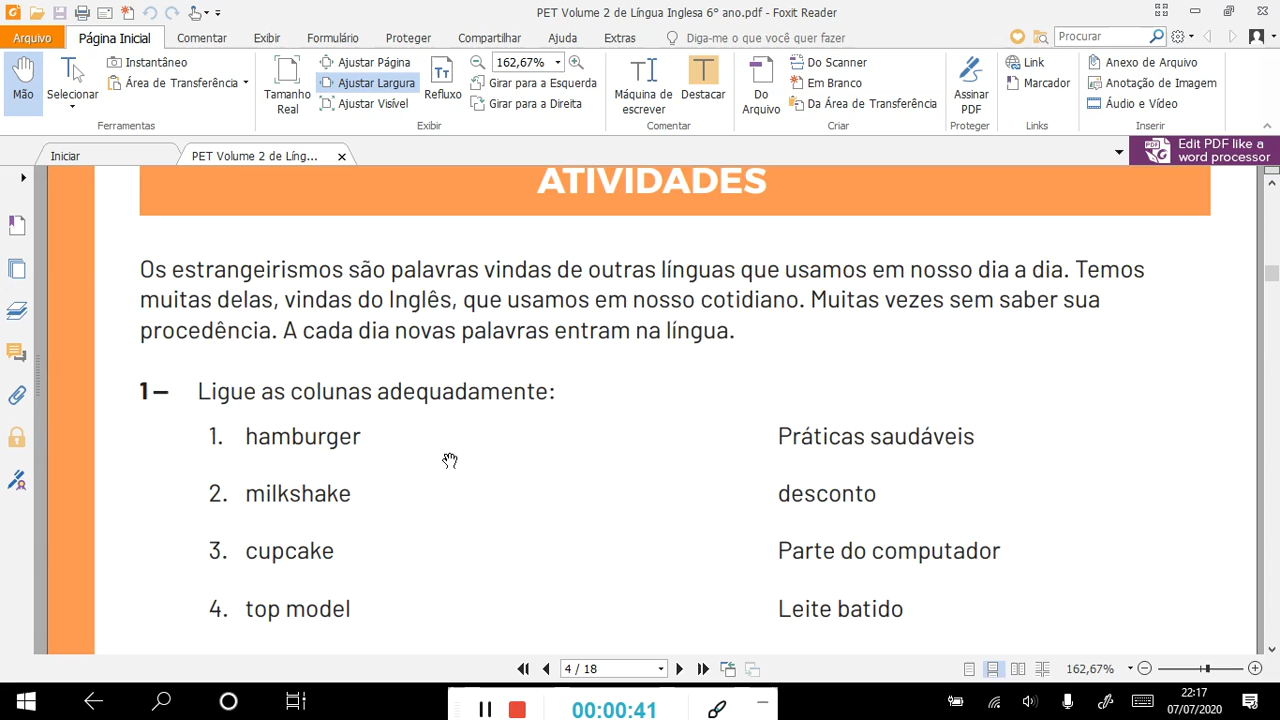 PET Volume 2 de Língua Inglesa 6° ano.pdf - Foxit Reader
Arquivo Página Inicial Comentar Exibir Formulário Proteger Compartilhar Ajuda Extras Diga-me o que você quer fazer Procurar
Mão
Selecionar
Instantâneo
Área de Transferência
Ferramentas
Tamanho Real
Ajustar Página
Ajustar Largura
Ajustar Visível
Refluxo
162,67%
Girar para a Esquerda
Girar para a Direita
Exibir
Máquina de escrever
Destacar
Comentar
Do Arquivo
Do Scanner
Em Branco
Da Área de Transferência
Criar
Assinar PDF
Proteger
Link
Marcador
Links
Anexo de Arquivo
Anotação de Imagem
Áudio e Vídeo
Inserir
Iniciar
PET Volume 2 de Líng...
Edit PDF like a
word processor
ATIVIDADES
Os estrangeirismos são palavras vindas de outras línguas que usamos em nosso dia a dia. Temos
muitas delas, vindas do Inglês, que usamos em nosso cotidiano. Muitas vezes sem saber sua
procedência. A cada dia novas palavras entram na língua.
1 — Ligue as colunas adequadamente:
1. hamburger Práticas saudáveis
2. milkshake desconto
3. cupcake Parte do computador
4. top model Leite batido
4 / 18
162,67%
00:00:41
22:17
07/07/2020